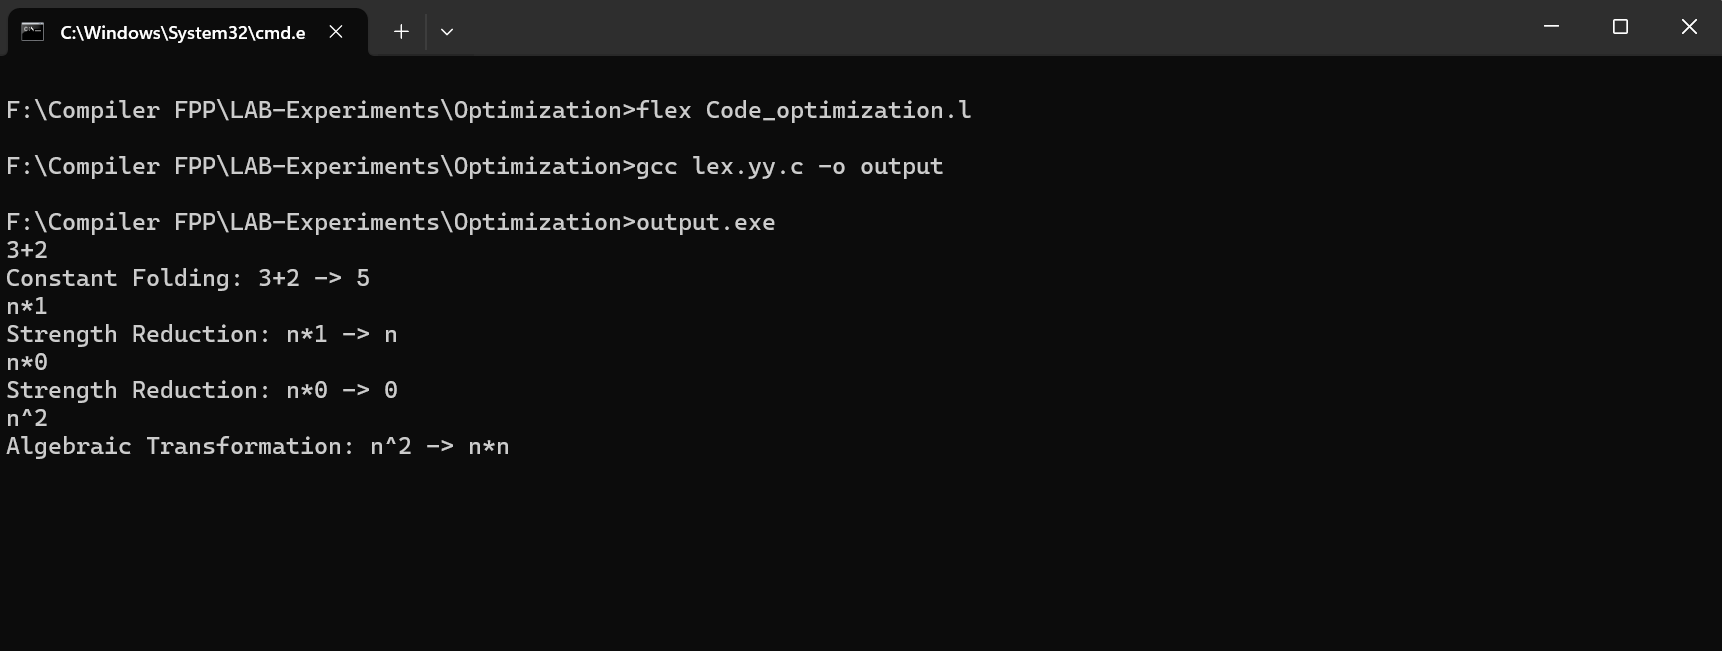 C:\Windows\System32\cmd.e
F:\Compiler FPP\LAB-Experiments\Optimization>flex Code_optimization.l
F:\Compiler FPP\LAB-Experiments\Optimization>gcc lex.yy.c -o output
F:\Compiler FPP\LAB-Experiments\Optimization>output.exe
3+2
Constant Folding: 3+2 -> 5
n*1
Strength Reduction: n*1 -> n
n*0
Strength Reduction: n*0 -> 0
n^2
Algebraic Transformation: n^2 -> n*n